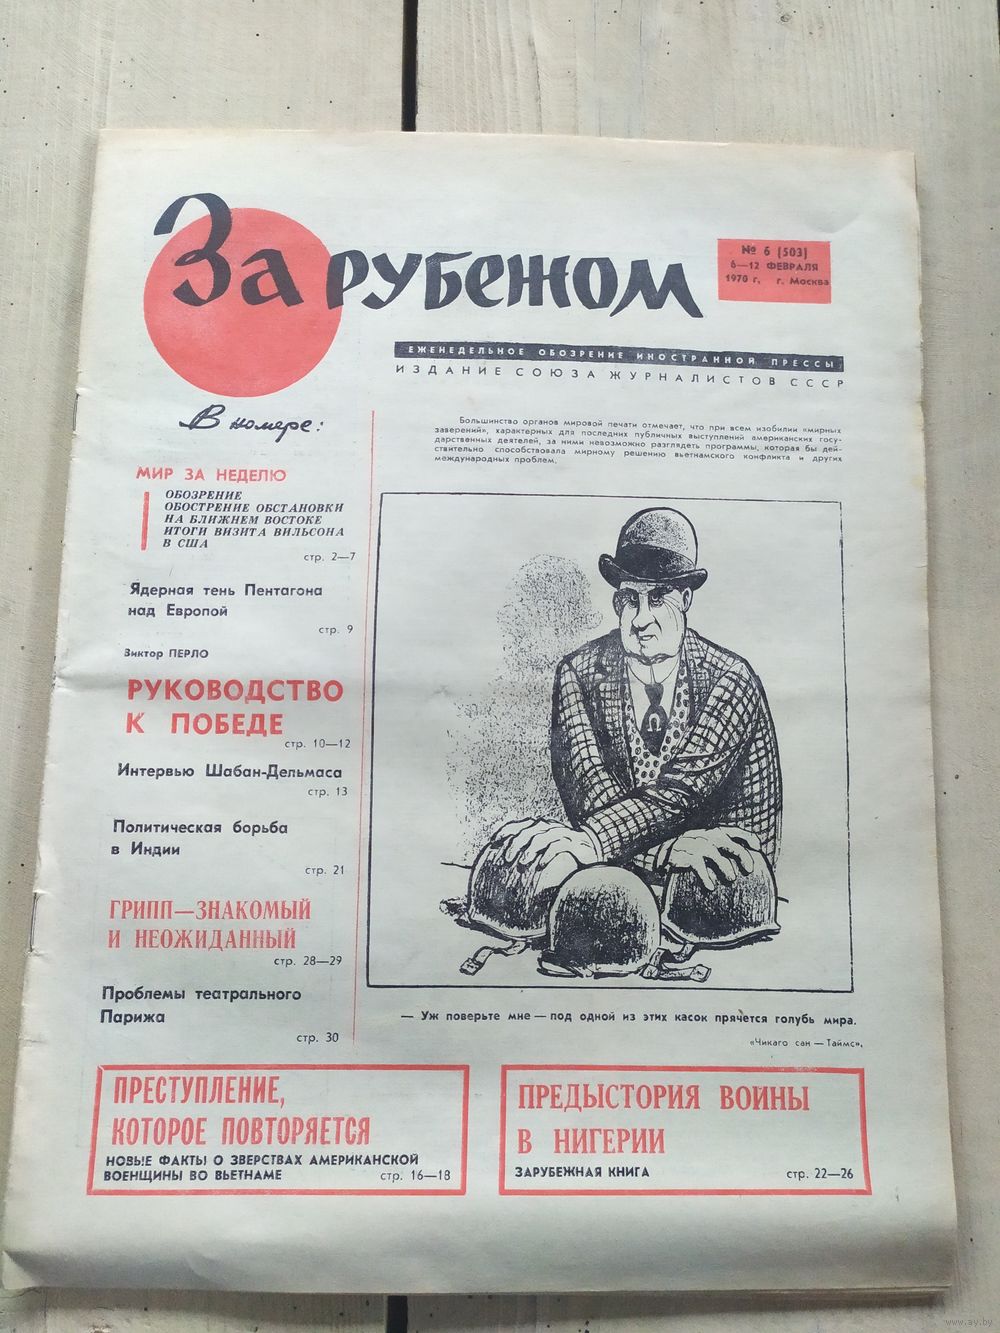 За рубежом
№ 6 (503)
6—12 ФЕВРАЛЯ
1970 г. г. Москва
ЕЖЕНЕДЕЛЬНОЕ ОБОЗРЕНИЕ ИНОСТРАННОЙ ПРЕССЫ
ИЗДАНИЕ СОЮЗА ЖУРНАЛИСТОВ СССР
В номере:
МИР ЗА НЕДЕЛЮ
ОБОЗРЕНИЕ
ОБОСТРЕНИЕ ОБСТАНОВКИ
НА БЛИЖНЕМ ВОСТОКЕ
ИТОГИ ВИЗИТА ВИЛЬСОНА
В США
стр. 2—7
Ядерная тень Пентагона
над Европой
стр. 9
Виктор ПЕРЛО
РУКОВОДСТВО
К ПОБЕДЕ
стр. 10—12
Интервью Шабан-Дельмаса
стр. 13
Политическая борьба
в Индии
стр. 21
ГРИПП—ЗНАКОМЫЙ
И НЕОЖИДАННЫЙ
стр. 28—29
Проблемы театрального
Парижа
стр. 30
Большинство органов мировой печати отмечает, что при всем изобилии «мирных
заверений», характерных для последних публичных выступлений американских госу-
дарственных деятелей, за ними невозможно разглядеть программы, которая бы дей-
ствительно способствовала мирному решению вьетнамского конфликта и других
международных проблем.
— Уж поверьте мне — под одной из этих касок прячется голубь мира.
«Чикаго сан — Таймс».
ПРЕСТУПЛЕНИЕ,
КОТОРОЕ ПОВТОРЯЕТСЯ
НОВЫЕ ФАКТЫ О ЗВЕРСТВАХ АМЕРИКАНСКОЙ
ВОЕНЩИНЫ ВО ВЬЕТНАМЕ стр. 16—18
ПРЕДЫСТОРИЯ ВОЙНЫ
В НИГЕРИИ
ЗАРУБЕЖНАЯ КНИГА стр. 22—26
www.ay.by